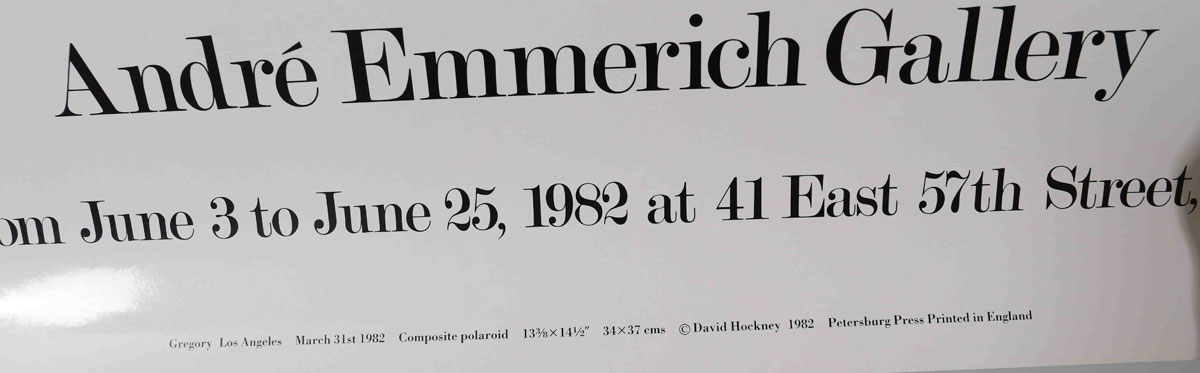 André Emmerich Gallery
om June 3 to June 25, 1982 at 41 East 57th Street,
Gregory Los Angeles March 31st 1982 Composite polaroid 13⅜×14½" 34×37 cms © David Hockney 1982 Petersburg Press Printed in England